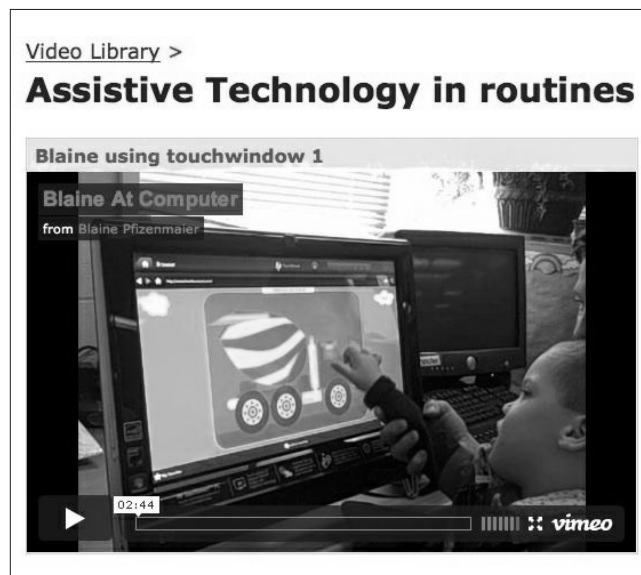 Video Library >
Assistive Technology in routines
Blaine using touchwindow 1
Blaine At Computer
from Blaine Pfizenmaier
Browser
02:44
vimeo